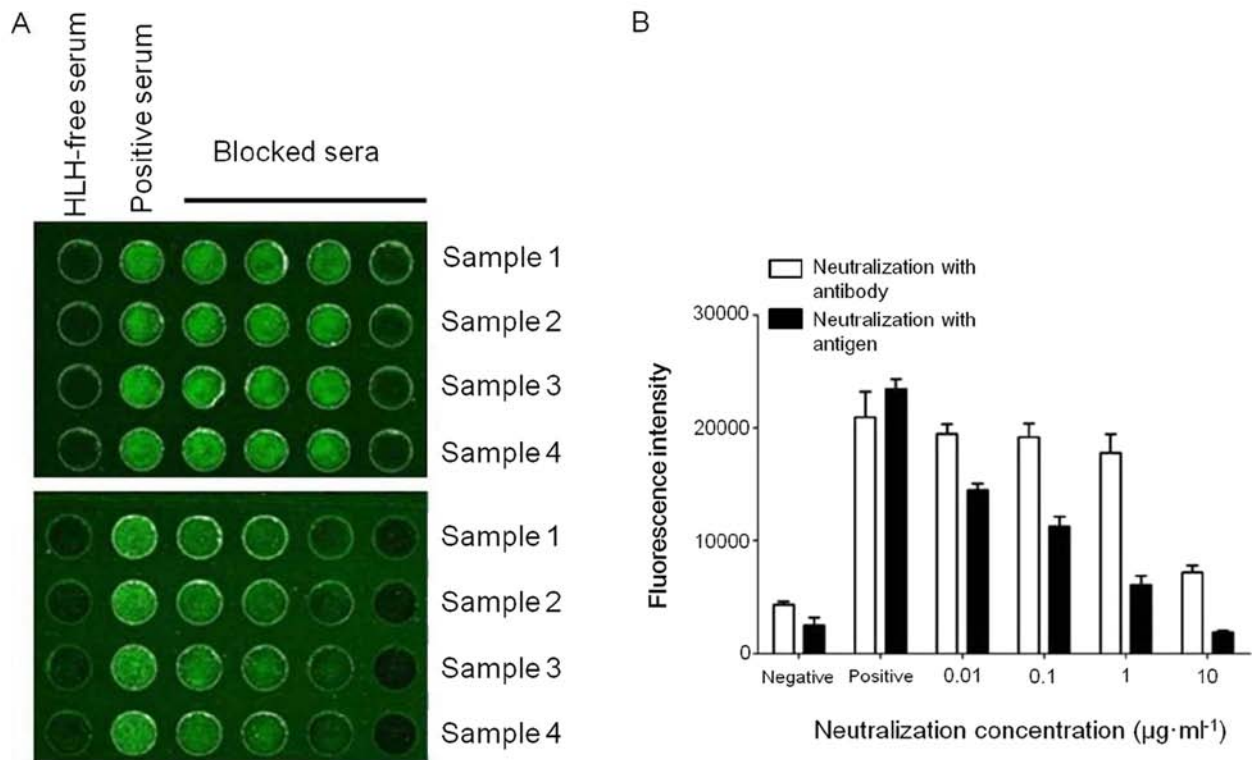 A
HLH-free serum
Positive serum
Blocked sera
Sample 1
Sample 2
Sample 3
Sample 4
Sample 1
Sample 2
Sample 3
Sample 4
B
Neutralization with
antibody
Neutralization with
antigen
Fluorescence intensity
30000
20000
10000
0
Negative Positive 0.01 0.1 1 10
Neutralization concentration (µg·ml⁻¹)